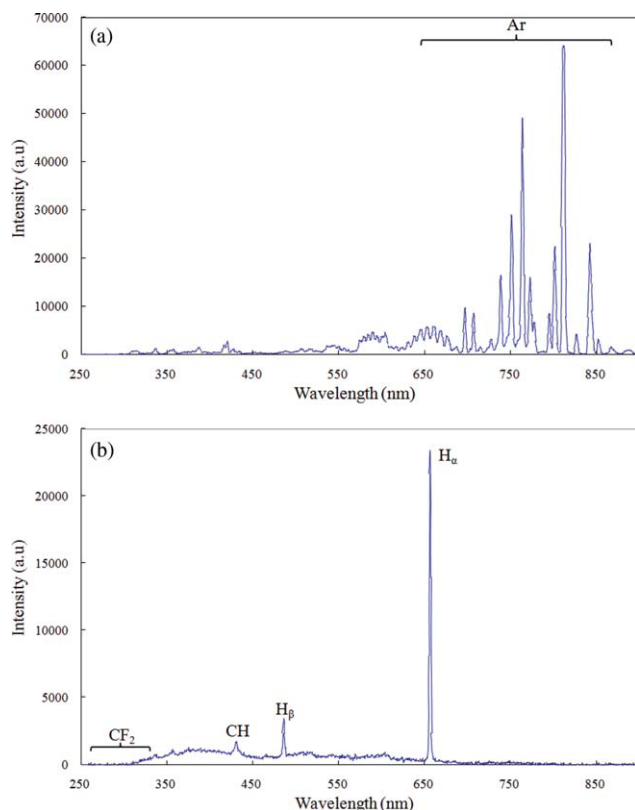 70000
(a)
Ar
60000
50000
40000
30000
20000
10000
0
Intensity (a.u)
250 350 450 550 650 750 850
Wavelength (nm)
25000
(b)
Hα
20000
15000
10000
5000
0
Intensity (a.u)
CF2
CH
Hβ
250 350 450 550 650 750 850
Wavelength (nm)